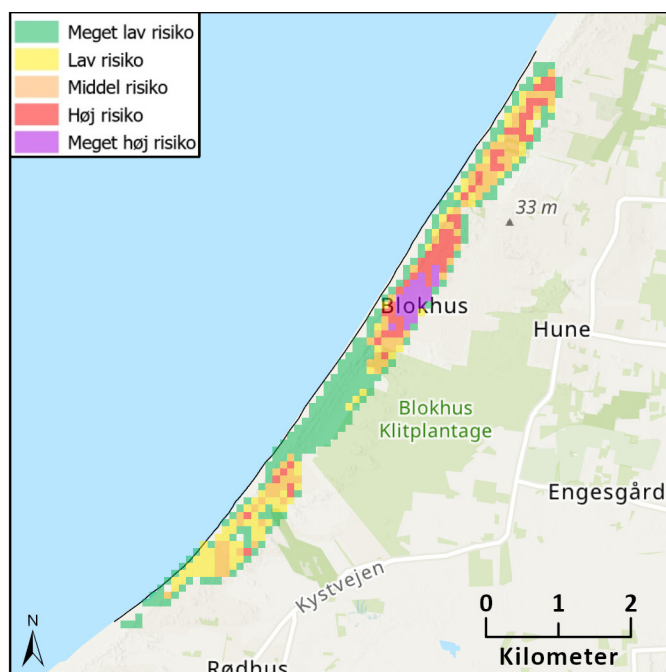 Meget lav risiko
Lav risiko
Middel risiko
Høj risiko
Meget høj risiko
33 m
Blokhus
Hune
Blokhus
Klitplantage
Engesgård
Kystvejen
Rødhus
N
0 1 2
Kilometer